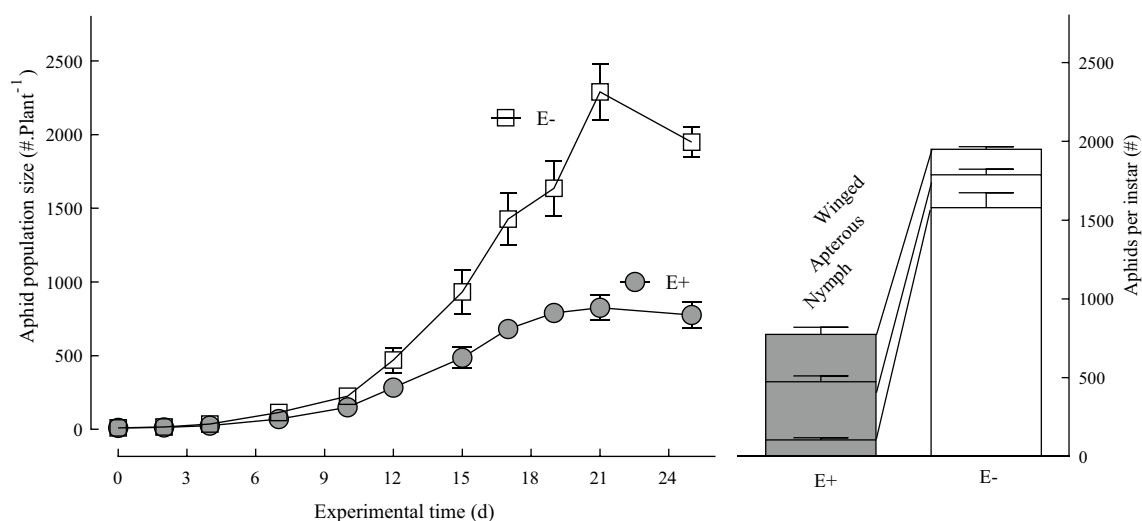 Aphid population size (#.Plant⁻¹)
2500
2000
1500
1000
500
0
E-
E+
0 3 6 9 12 15 18 21 24
Experimental time (d)
Winged
Apterous
Nymph
E+ E-
2500
2000
1500
1000
500
0
Aphids per instar (#)